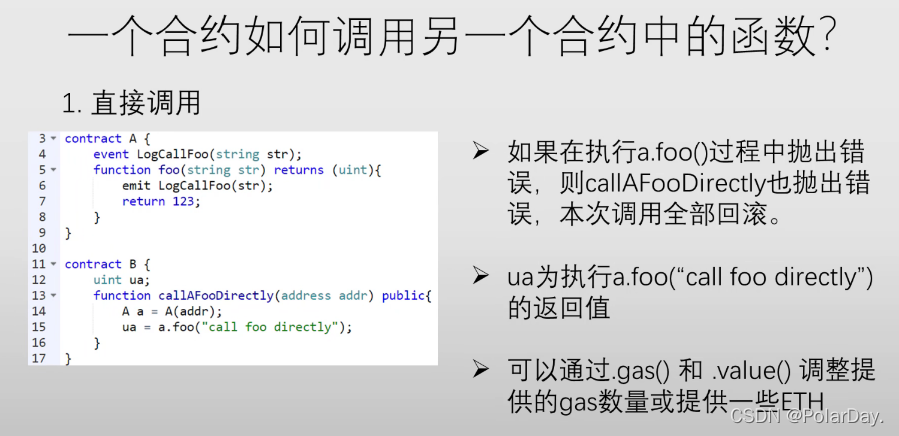 一个合约如何调用另一个合约中的函数?
1. 直接调用
3 contract A {
4 event LogCallFoo(string str);
5 function foo(string str) returns (uint){
6 emit LogCallFoo(str);
7 return 123;
8 }
9 }
10
11 contract B {
12 uint ua;
13 function callAFooDirectly(address addr) public{
14 A a = A(addr);
15 ua = a.foo("call foo directly");
16 }
17 }
➢ 如果在执行a.foo()过程中抛出错
误，则callAFooDirectly也抛出错
误，本次调用全部回滚。
➢ ua为执行a.foo(“call foo directly”)
的返回值
➢ 可以通过.gas() 和 .value() 调整提
供的gas数量或提供一些ETH
CSDN @PolarDay.